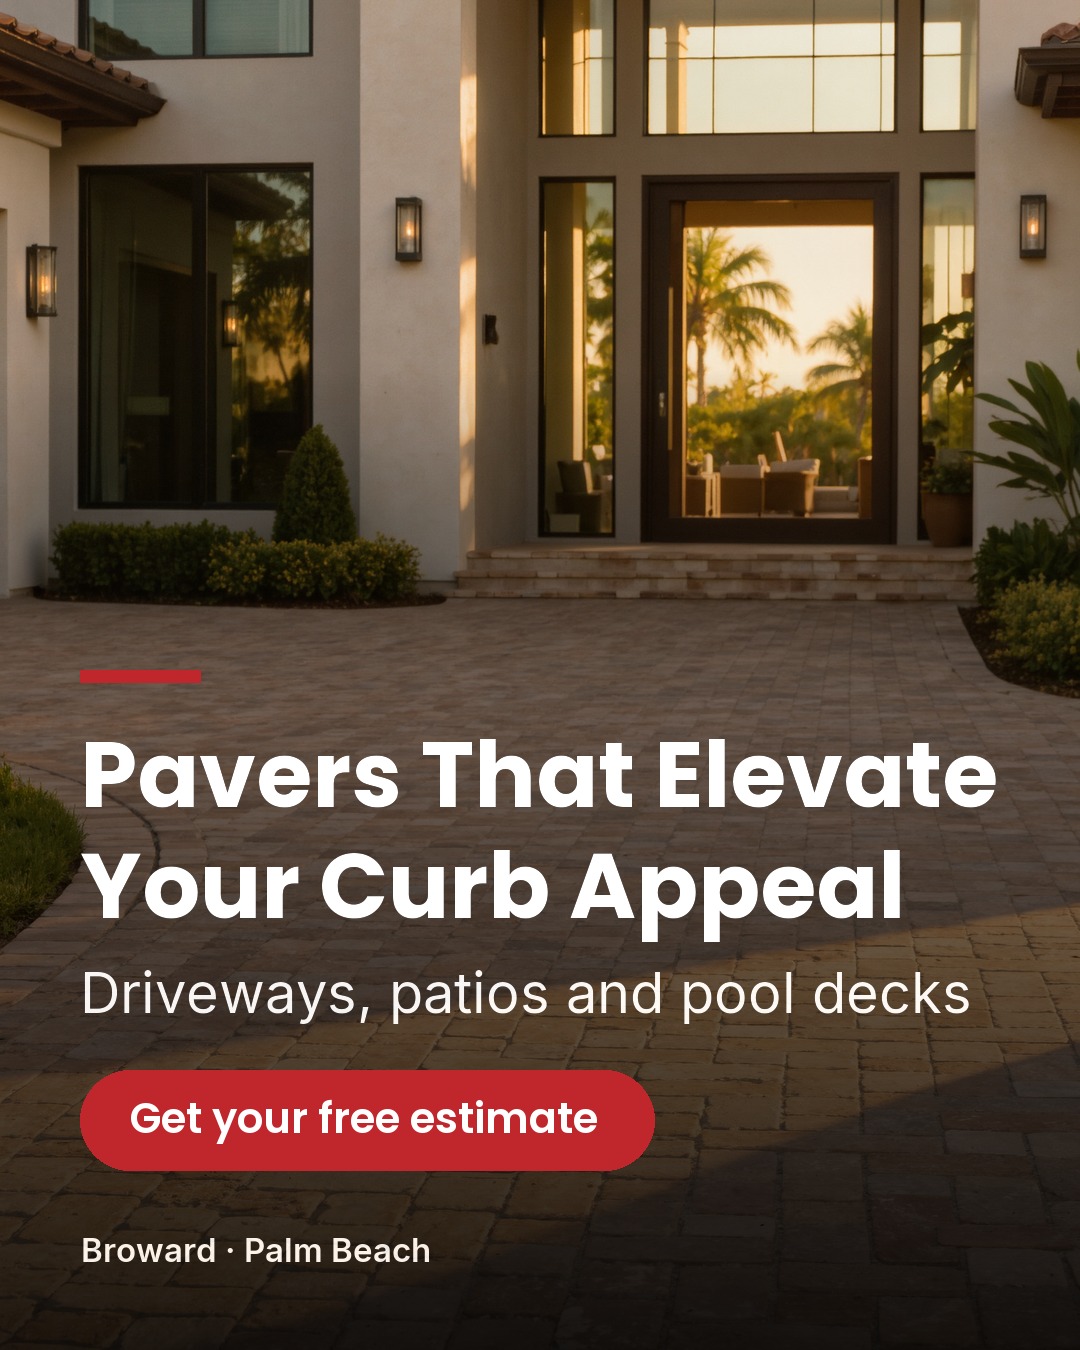 Pavers That Elevate
Your Curb Appeal
Driveways, patios and pool decks
Get your free estimate
Broward · Palm Beach